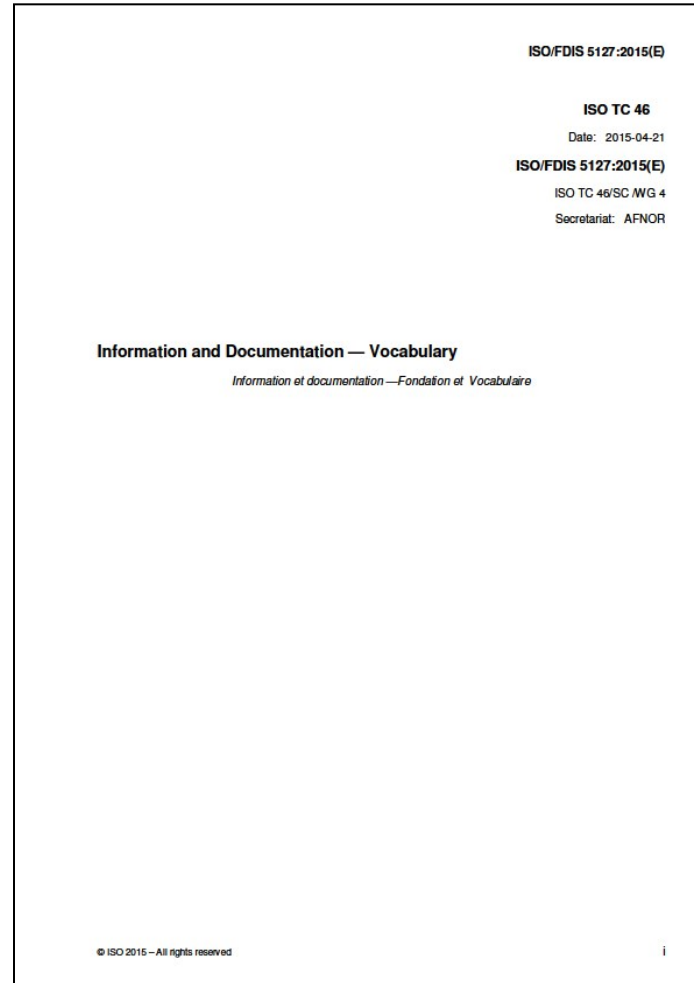 ISO/FDIS 5127:2015(E)
ISO TC 46
Date: 2015-04-21
ISO/FDIS 5127:2015(E)
ISO TC 46/SC /WG 4
Secretariat: AFNOR
Information and Documentation — Vocabulary
Information et documentation —Fondation et Vocabulaire
© ISO 2015 – All rights reserved
i